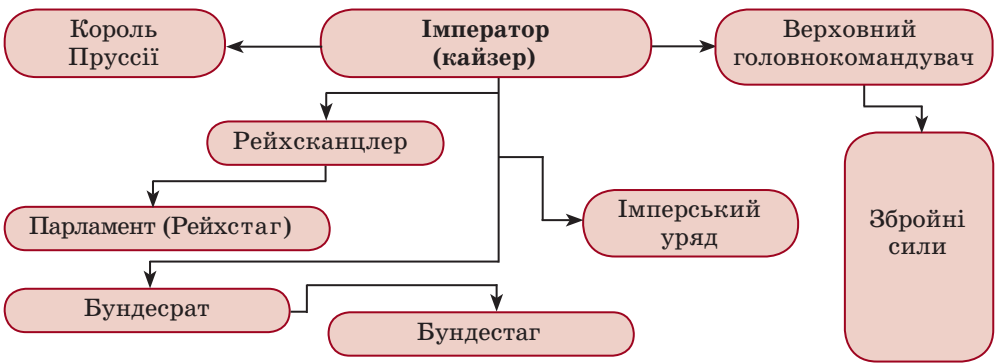 Король
Пруссії
Імператор
(кайзер)
Верховний
головнокомандувач
Рейхсканцлер
Парламент (Рейхстаг)
Імперський
уряд
Збройні
сили
Бундесрат
Бундестаг